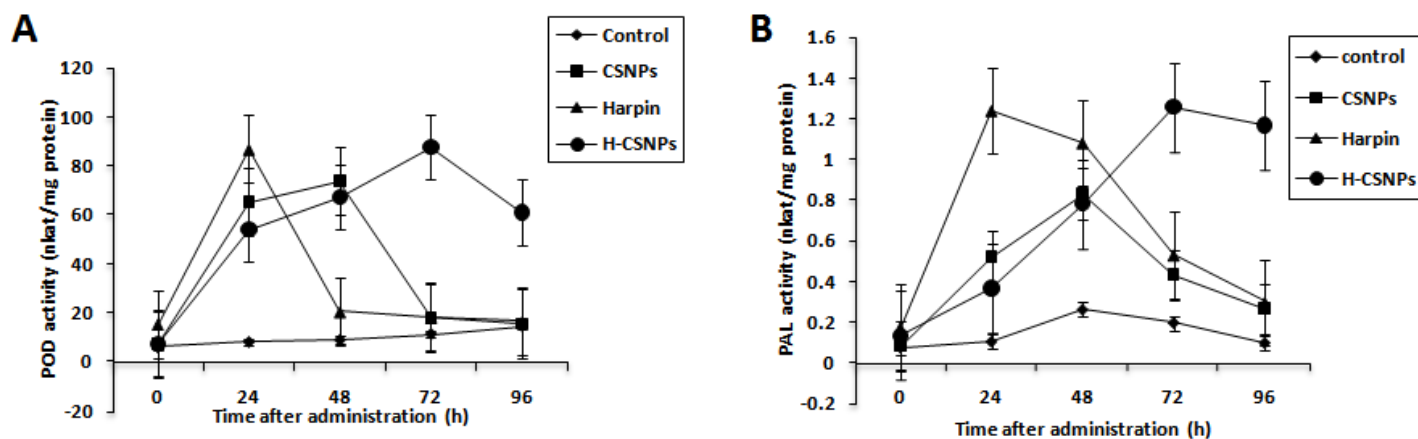 A
Control
CSNPs
Harpin
H-CSNPs
POD activity (nkat/mg protein)
120
100
80
60
40
20
0
-20
0 24 48 72 96
Time after administration (h)
B
control
CSNPs
Harpin
H-CSNPs
PAL activity (nkat/mg protein)
1.6
1.4
1.2
1
0.8
0.6
0.4
0.2
0
-0.2
0 24 48 72 96
Time after administration (h)